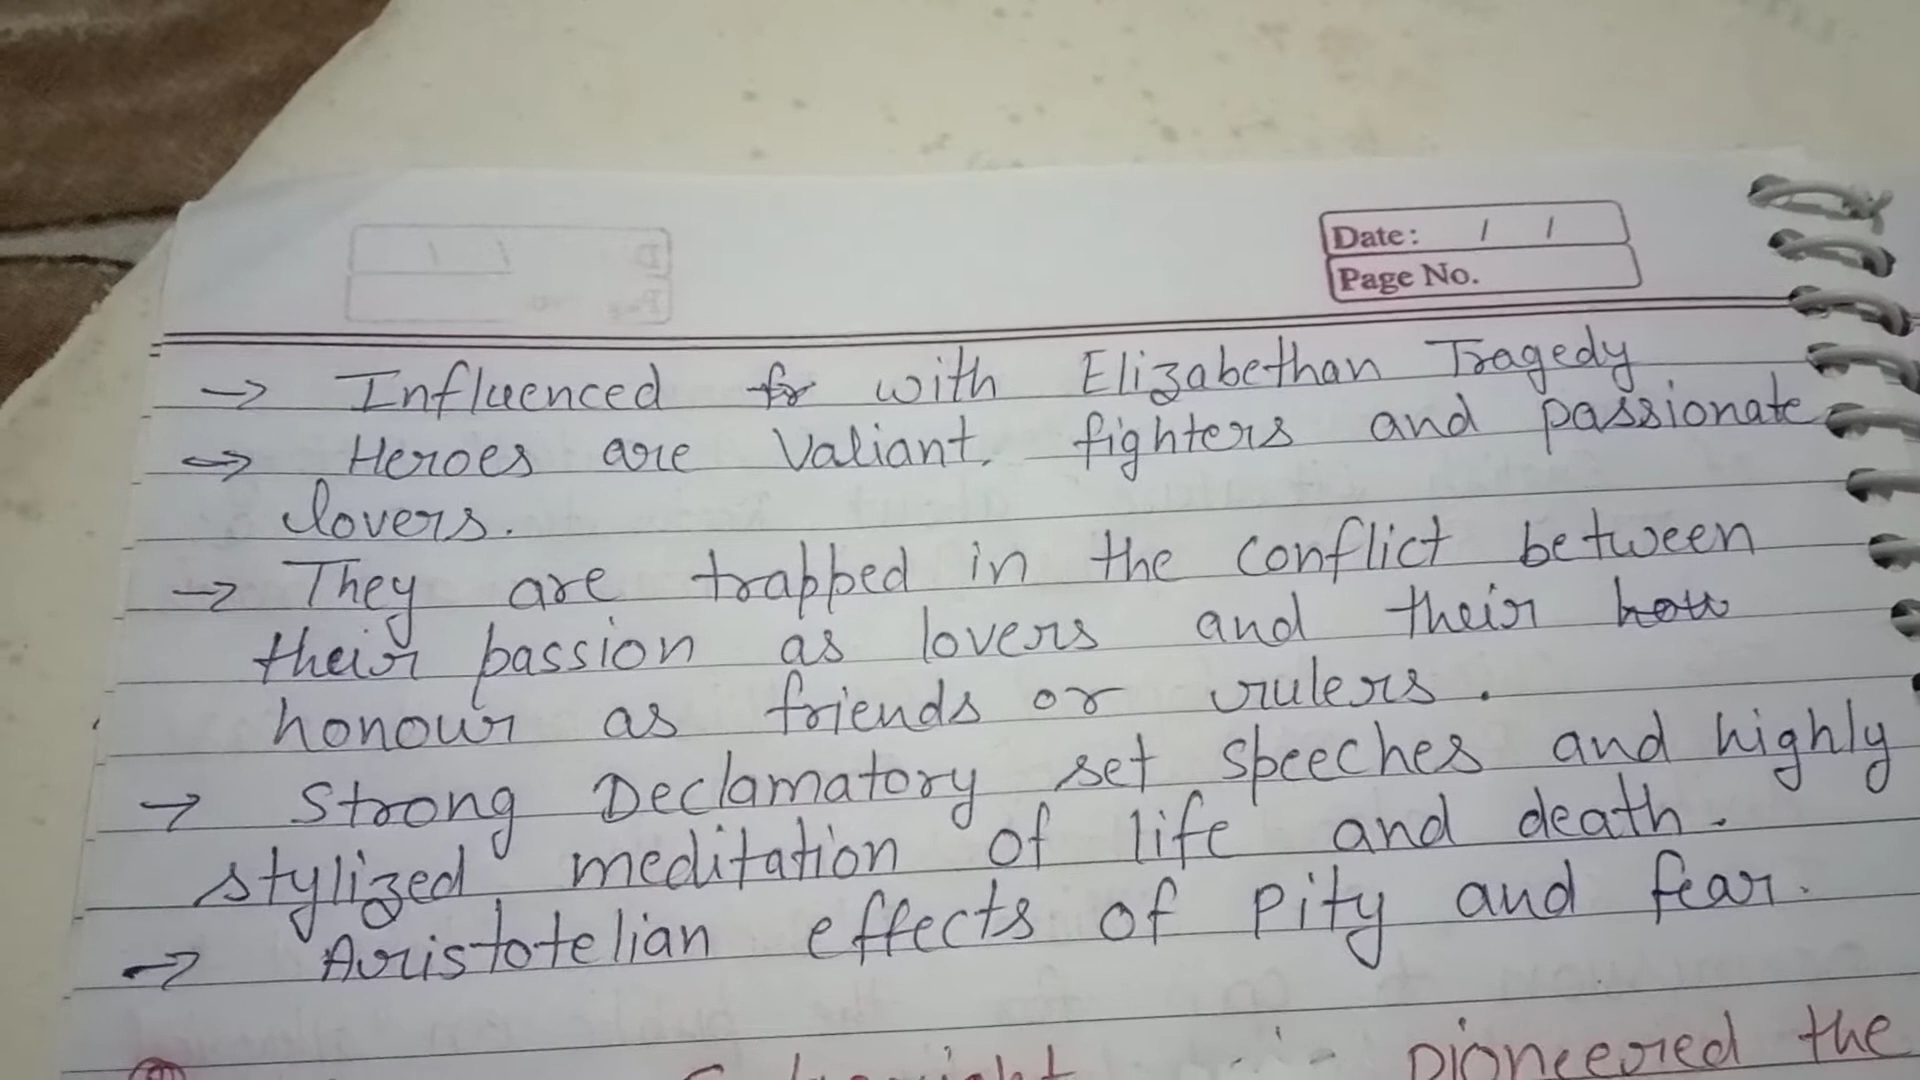 Date: / /
Page No.
→ Influenced with Elizabethan Tragedy
→ Heroes are Valiant fighters and passionate
lovers.
→ They are trapped in the conflict between
their passion as lovers and their
honour as friends or rulers.
→ Strong Declamatory set speeches and highly
stylized meditation of life and death.
→ Aristotelian effects of Pity and fear.
pioneered the